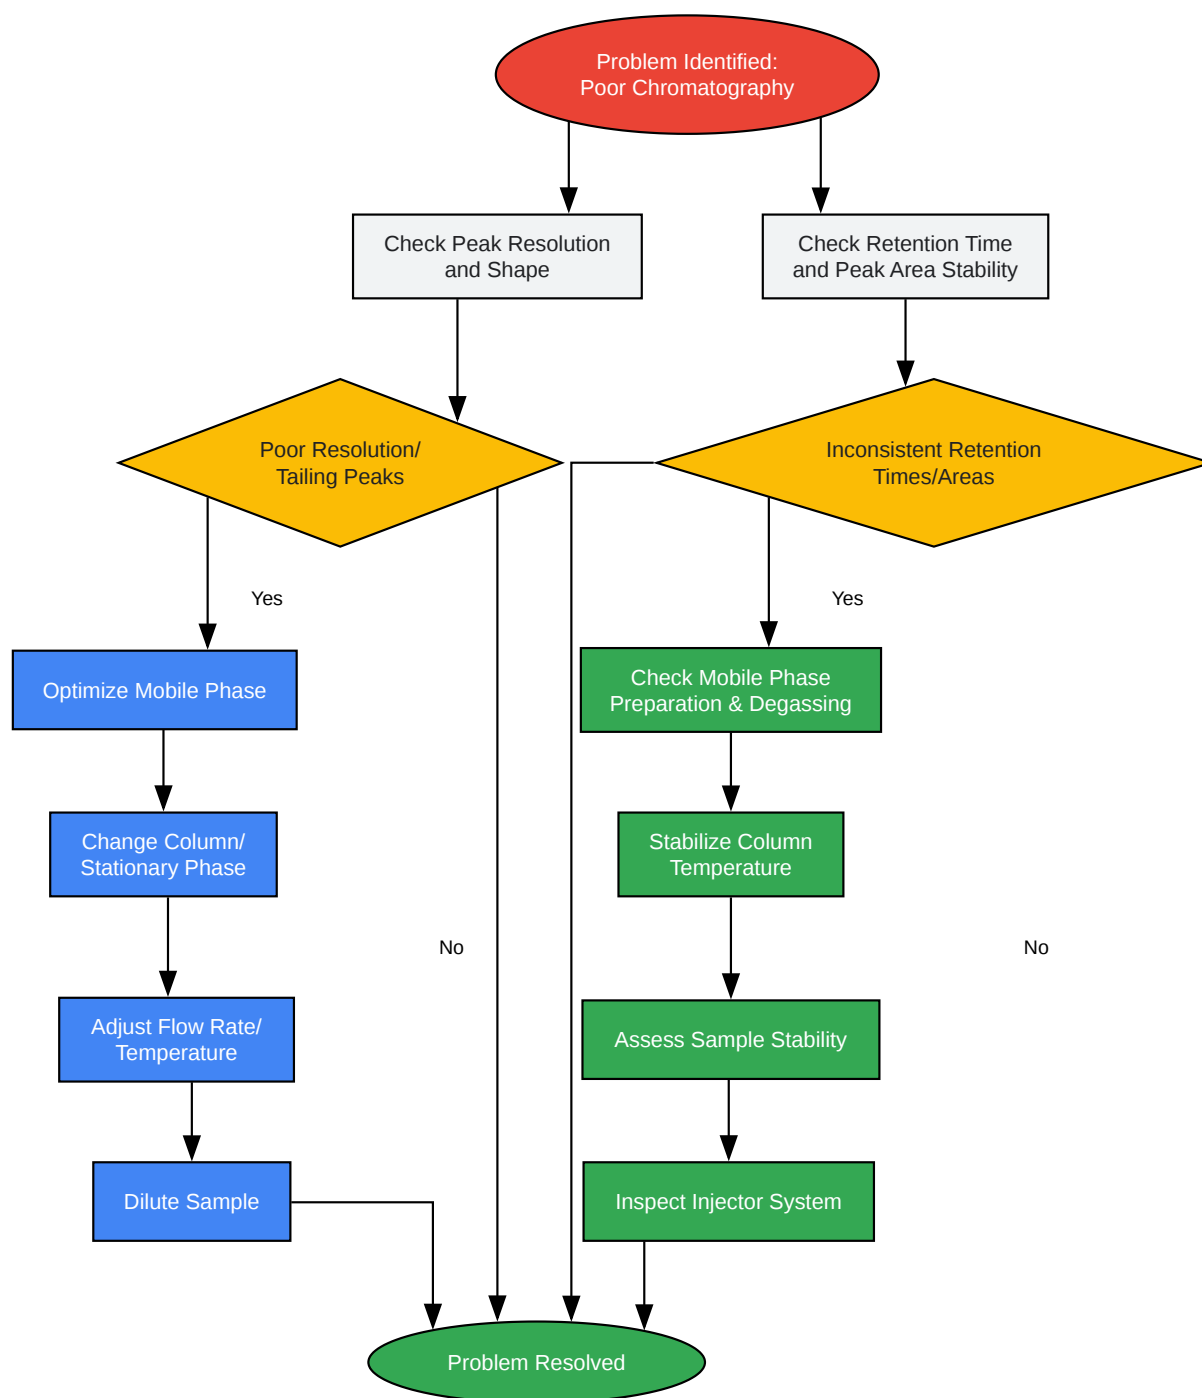 Problem Identified:
Poor Chromatography
Check Peak Resolution
and Shape
Check Retention Time
and Peak Area Stability
Poor Resolution/
Tailing Peaks
Inconsistent Retention
Times/Areas
Yes
Yes
Optimize Mobile Phase
Check Mobile Phase
Preparation & Degassing
Change Column/
Stationary Phase
Stabilize Column
Temperature
No
No
Adjust Flow Rate/
Temperature
Assess Sample Stability
Dilute Sample
Inspect Injector System
Problem Resolved